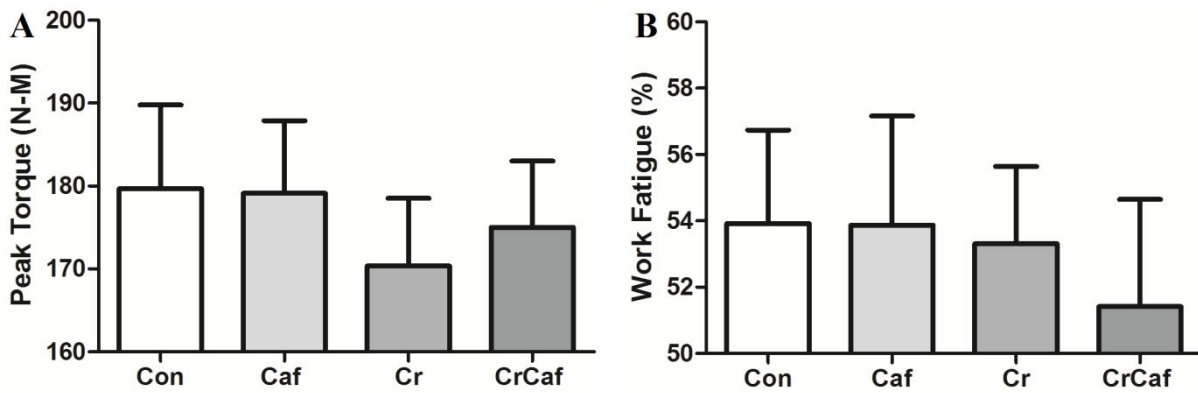 A
Peak Torque (N-M)
200
190
180
170
160
Con Caf Cr CrCaf
B
Work Fatigue (%)
60
58
56
54
52
50
Con Caf Cr CrCaf